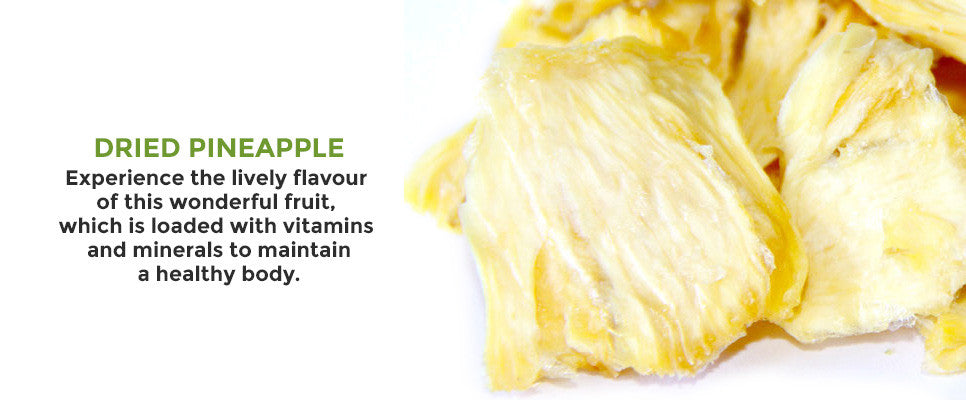 DRIED PINEAPPLE
Experience the lively flavour
of this wonderful fruit,
which is loaded with vitamins
and minerals to maintain
a healthy body.